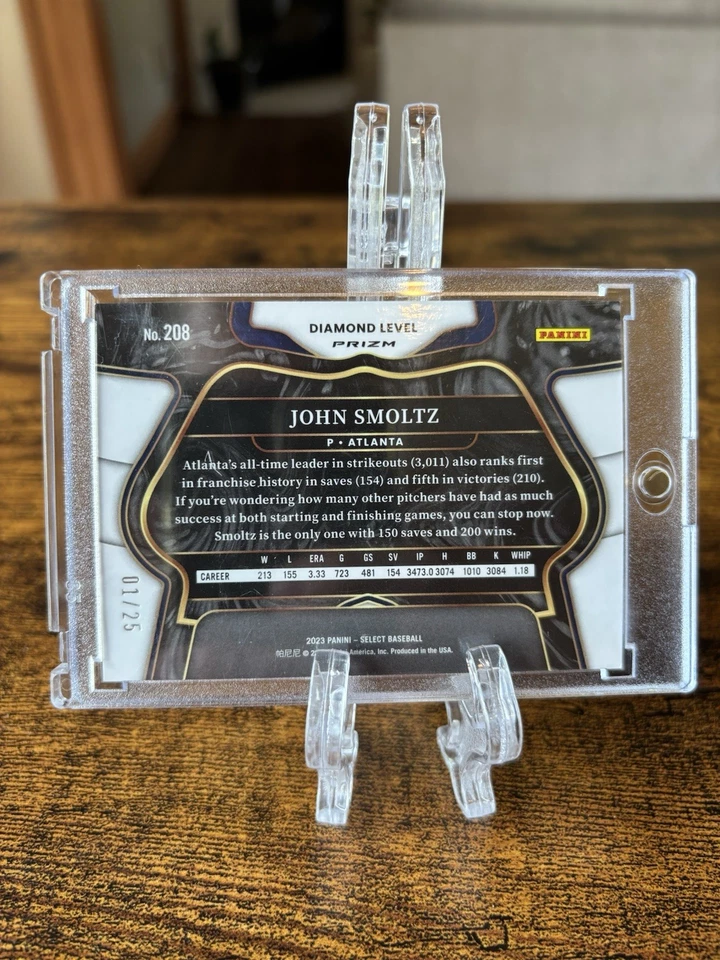 No. 208
DIAMOND LEVEL
PRIZM
PANINI
JOHN SMOLTZ
P • ATLANTA
Atlanta's all-time leader in strikeouts (3,011) also ranks first
in franchise history in saves (154) and fifth in victories (210).
If you're wondering how many other pitchers have had as much
success at both starting and finishing games, you can stop now.
Smoltz is the only one with 150 saves and 200 wins.
W L ERA G GS SV IP H BB K WHIP
CAREER 213 155 3.33 723 481 154 3473.0 3074 1010 3084 1.18
01/25
2023 PANINI – SELECT BASEBALL
帕尼尼 © America, Inc. Produced in the USA.